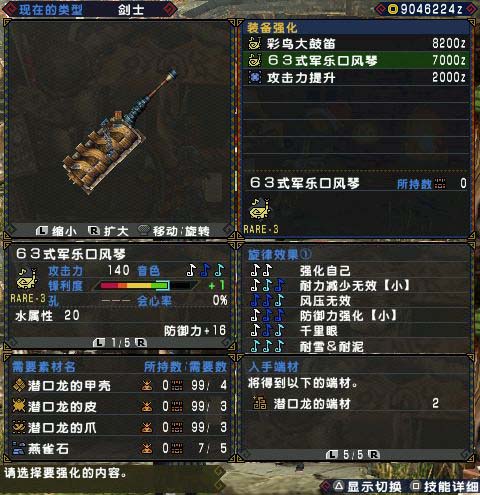 现在的类型 剑士
9046224z
装备强化
彩鸟大鼓笛 8200z
63式军乐口风琴 7000z
攻击力提升 2000z
63式军乐口风琴 所持数 0
RARE-3
L 缩小 R 扩大 移动/旋转
63式军乐口风琴
攻击力 140 音色
锋利度 +1
RARE-3
孔 --- 会心率 0%
水属性 20
防御力+16
L 1/5 R
旋律效果①
强化自己
耐力减少无效【小】
风压无效
防御力强化【小】
千里眼
耐雪&耐泥
需要素材名 所持数/需要数
潜口龙的甲壳 0 99/ 4
潜口龙的皮 0 99/ 3
潜口龙的爪 0 99/ 3
燕雀石 0 7/ 5
入手端材
将得到以下的端材。
潜口龙的端材 2
L 5/5 R
请选择要强化的内容。
△显示切换 □技能详细